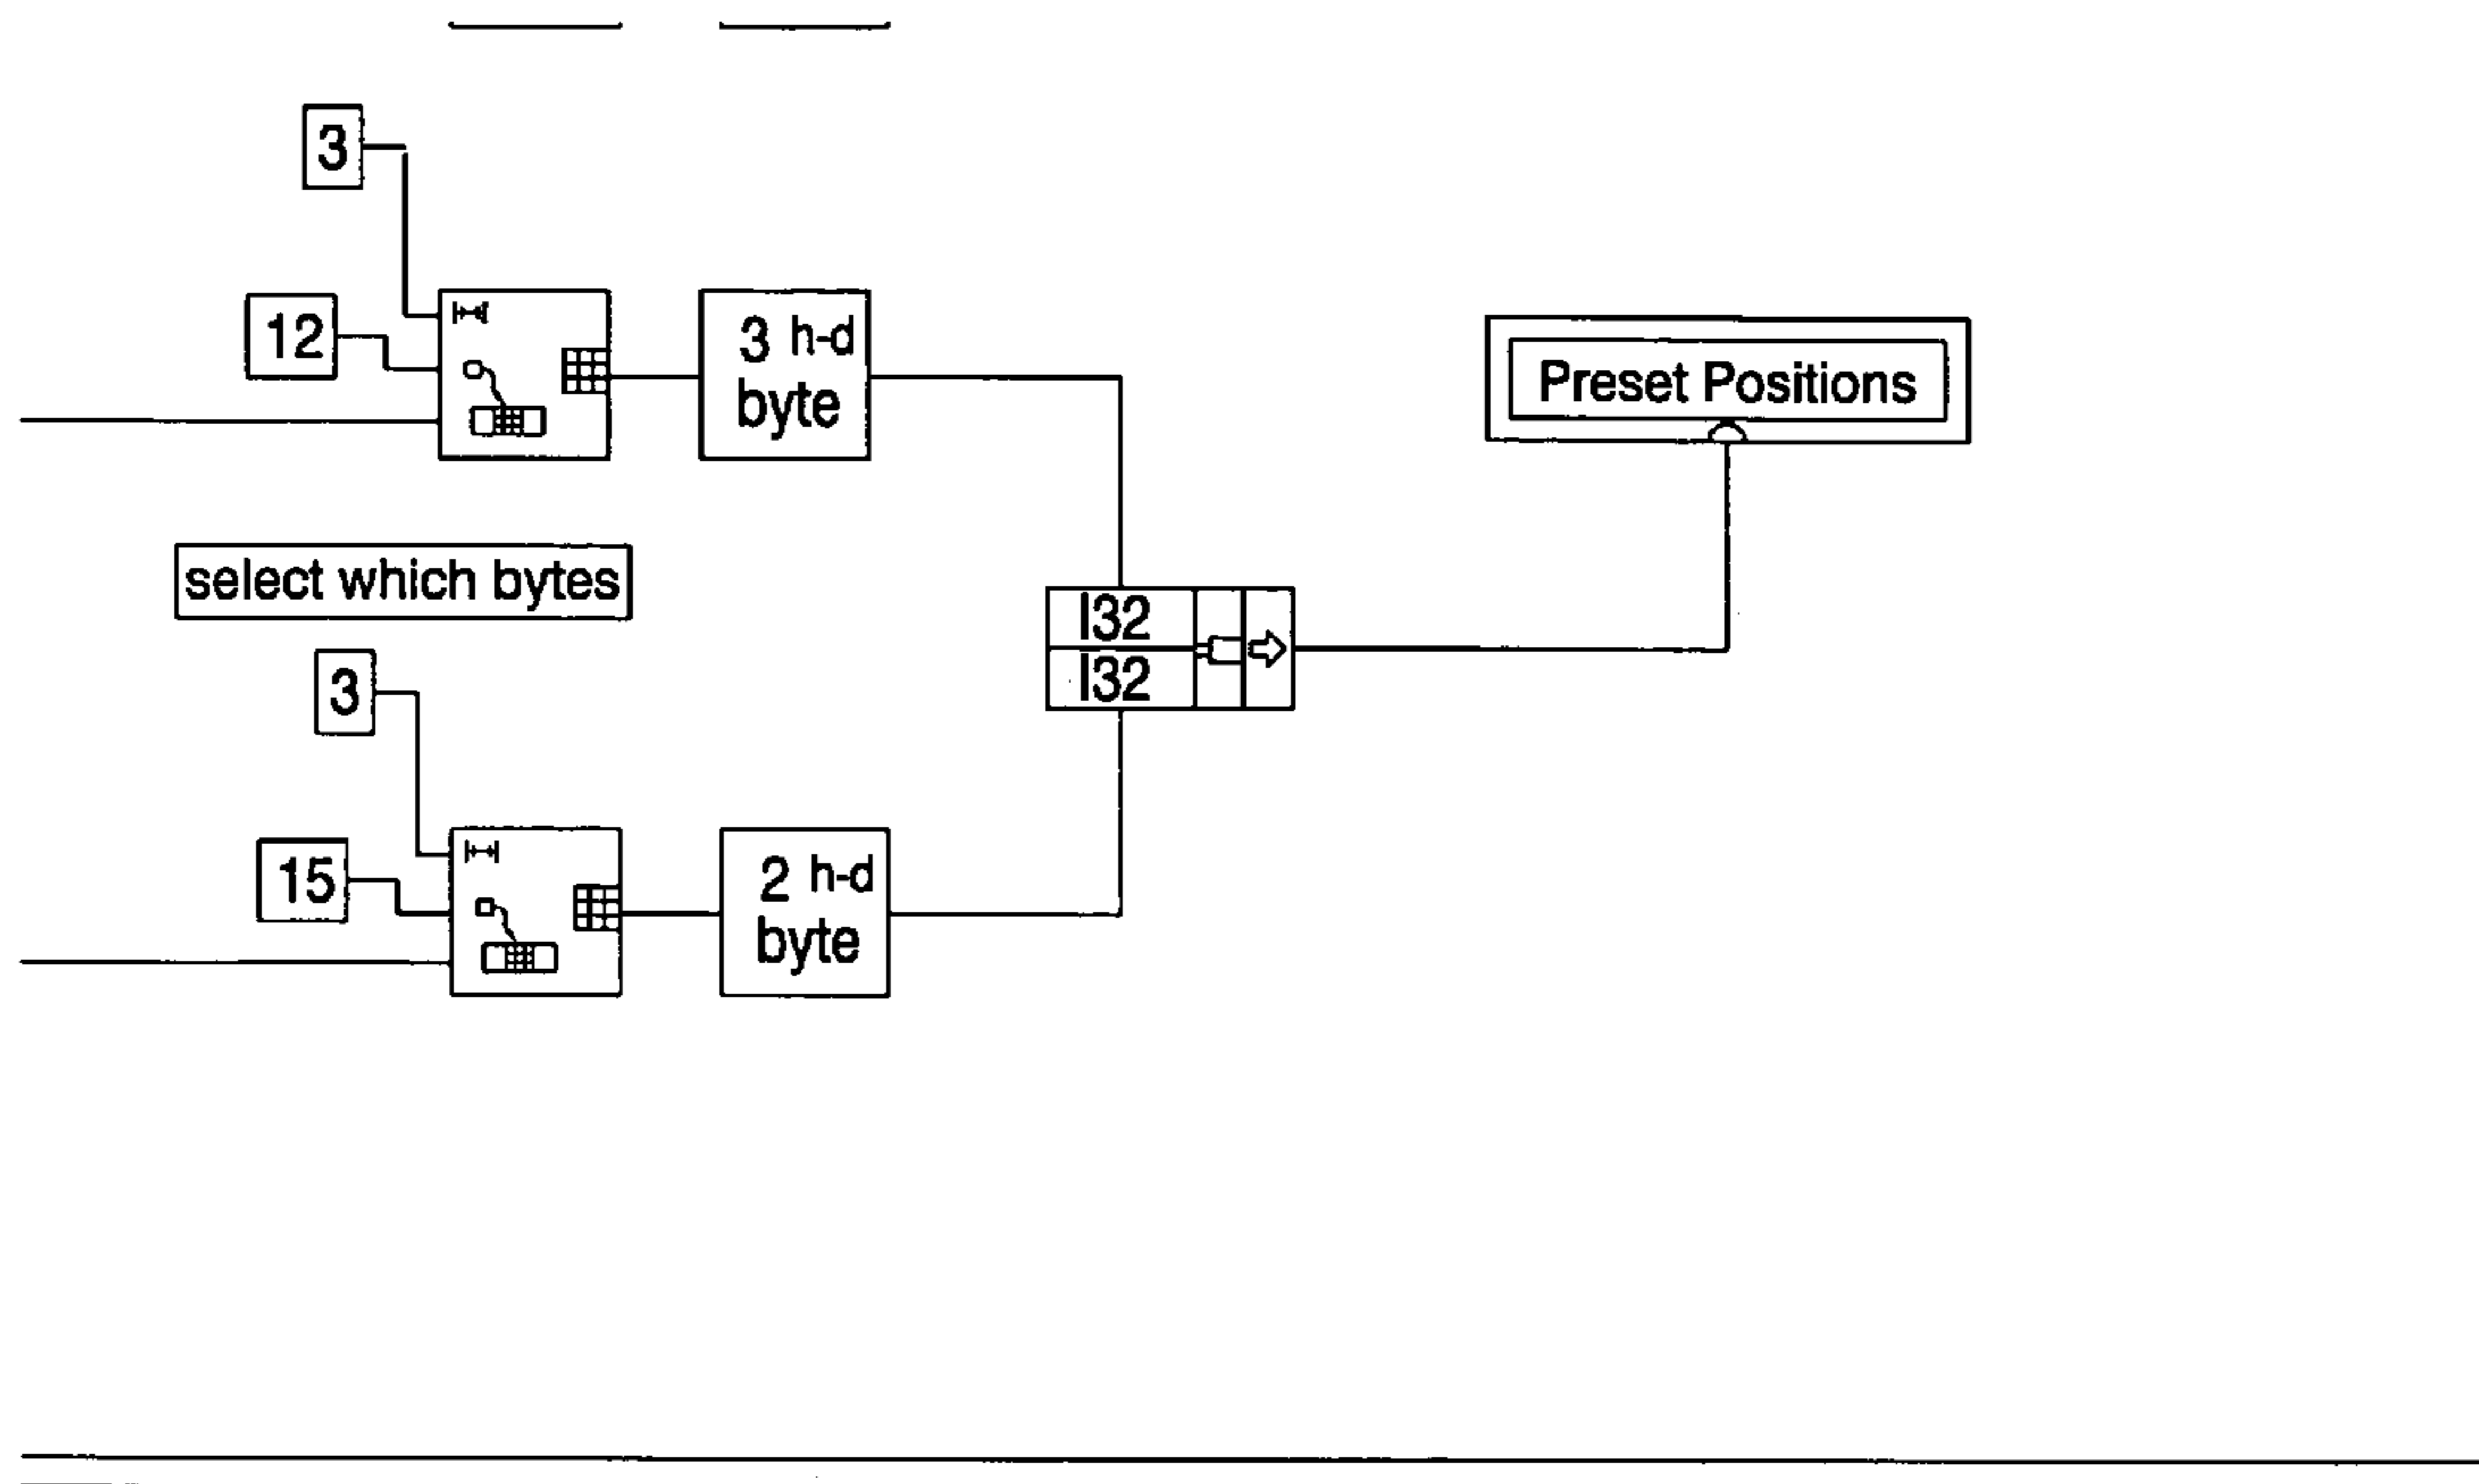 3
12
3 h-d
byte
Preset Positions
select which bytes
I32
I32
3
15
2 h-d
byte